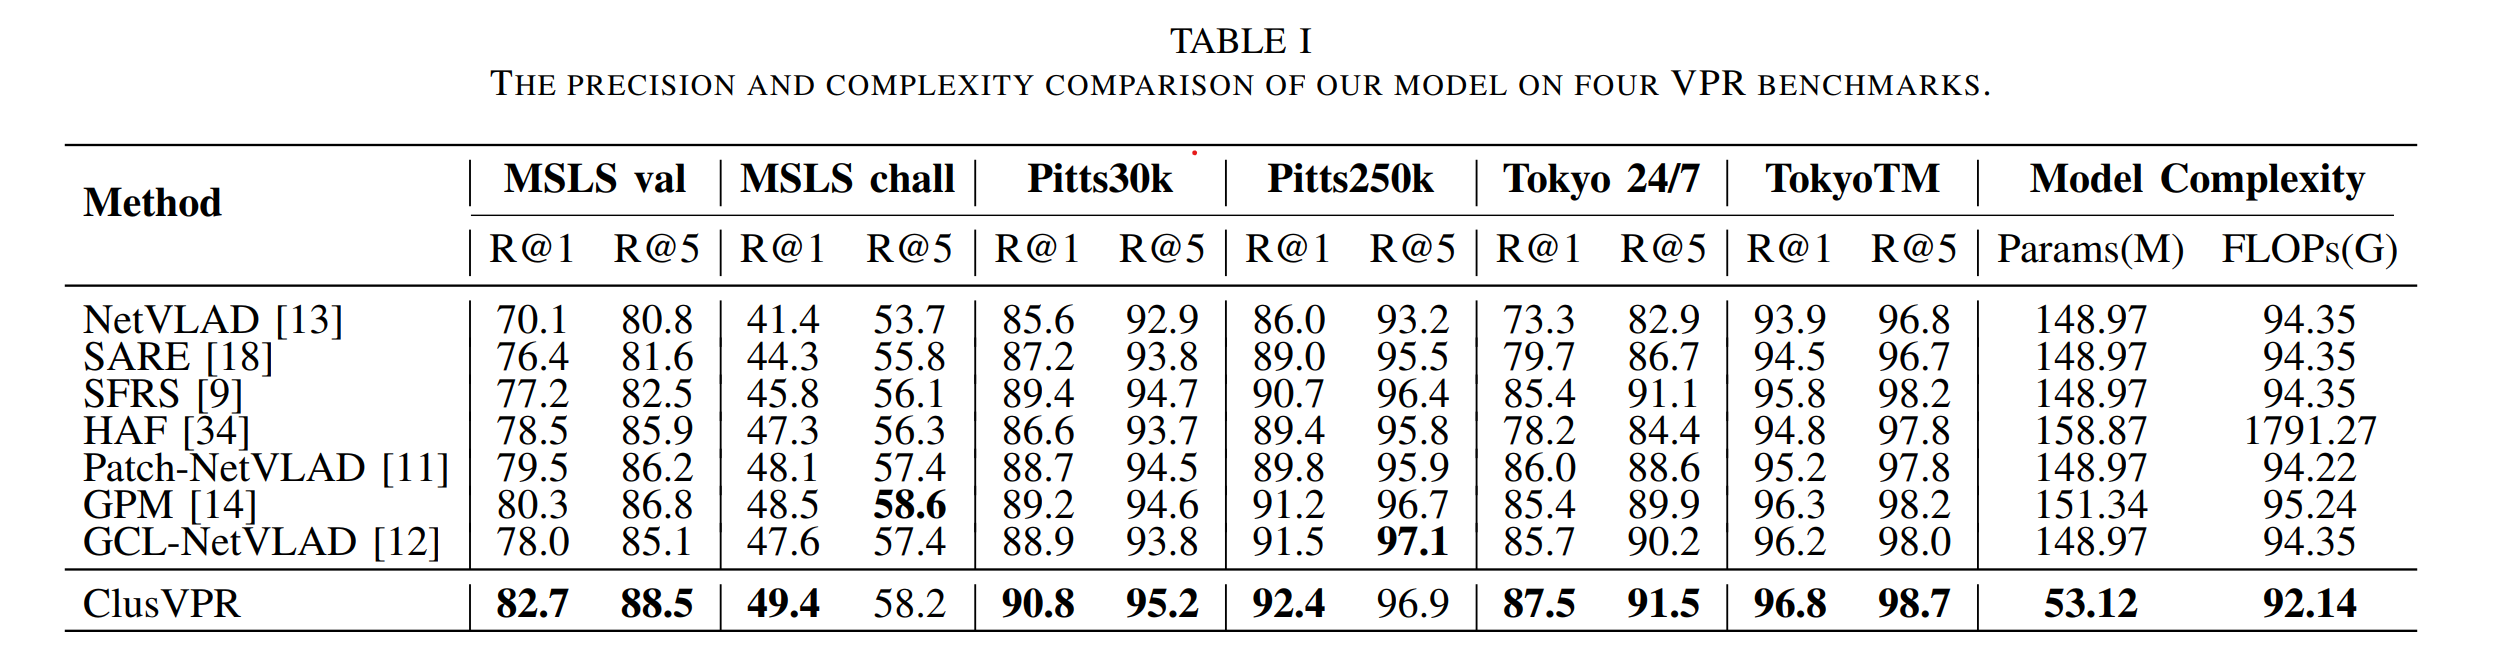 TABLE I
THE PRECISION AND COMPLEXITY COMPARISON OF OUR MODEL ON FOUR VPR BENCHMARKS.
Method MSLS val MSLS chall Pitts30k Pitts250k Tokyo 24/7 TokyoTM Model Complexity
R@1 R@5 R@1 R@5 R@1 R@5 R@1 R@5 R@1 R@5 R@1 R@5 Params(M) FLOPs(G)
NetVLAD [13] 70.1 80.8 41.4 53.7 85.6 92.9 86.0 93.2 73.3 82.9 93.9 96.8 148.97 94.35
SARE [18] 76.4 81.6 44.3 55.8 87.2 93.8 89.0 95.5 79.7 86.7 94.5 96.7 148.97 94.35
SFRS [9] 77.2 82.5 45.8 56.1 89.4 94.7 90.7 96.4 85.4 91.1 95.8 98.2 148.97 94.35
HAF [34] 78.5 85.9 47.3 56.3 86.6 93.7 89.4 95.8 78.2 84.4 94.8 97.8 158.87 1791.27
Patch-NetVLAD [11] 79.5 86.2 48.1 57.4 88.7 94.5 89.8 95.9 86.0 88.6 95.2 97.8 148.97 94.22
GPM [14] 80.3 86.8 48.5 58.6 89.2 94.6 91.2 96.7 85.4 89.9 96.3 98.2 151.34 95.24
GCL-NetVLAD [12] 78.0 85.1 47.6 57.4 88.9 93.8 91.5 97.1 85.7 90.2 96.2 98.0 148.97 94.35
ClusVPR 82.7 88.5 49.4 58.2 90.8 95.2 92.4 96.9 87.5 91.5 96.8 98.7 53.12 92.14